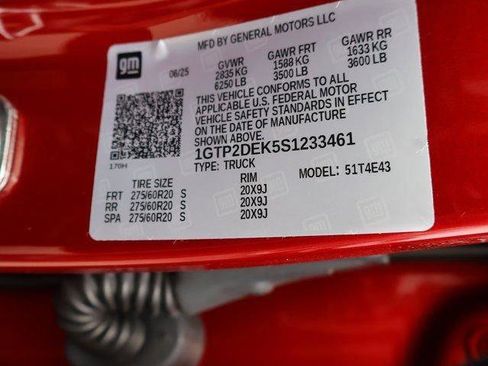 MFD BY GENERAL MOTORS LLC
gm
06/25
GVWR GAWR FRT GAWR RR
2835 KG 1588 KG 1633 KG
6250 LB 3500 LB 3600 LB
THIS VEHICLE CONFORMS TO ALL
APPLICABLE U.S. FEDERAL MOTOR
VEHICLE SAFETY STANDARDS IN EFFECT
ON THE DATE OF MANUFACTURE
SHOWN ABOVE.
170H
1GTP2DEK5S1233461
TYPE: TRUCK MODEL: 51T4E43
TIRE SIZE RIM
FRT 275/60R20 S 20X9J
RR 275/60R20 S 20X9J
SPA 275/60R20 S 20X9J